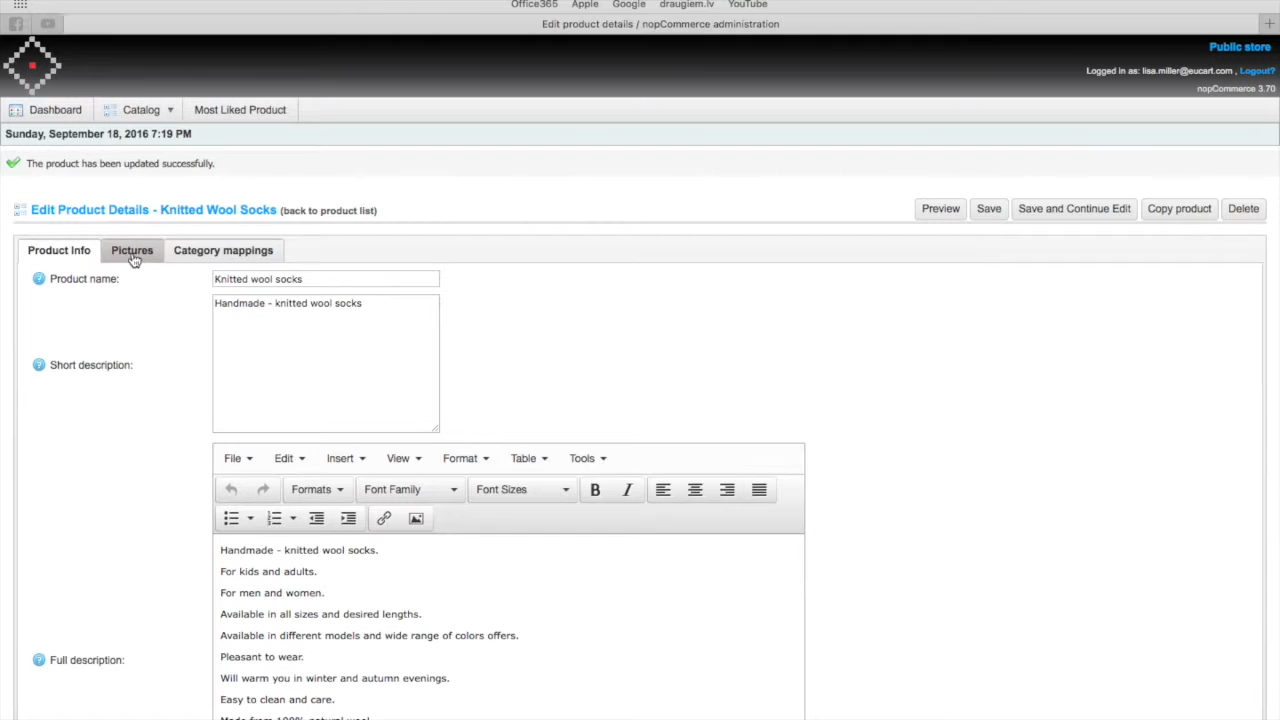 Office365 Apple Google draugiem.lv YouTube
Edit product details / nopCommerce administration
Public store
Logged in as: lisa.miller@eucart.com , Logout?
nopCommerce 3.70
Dashboard Catalog Most Liked Product
Sunday, September 18, 2016 7:19 PM
The product has been updated successfully.
Edit Product Details - Knitted Wool Socks (back to product list) Preview Save Save and Continue Edit Copy product Delete
Product Info Pictures Category mappings
Product name: Knitted wool socks
Handmade - knitted wool socks
Short description:
File Edit Insert View Format Table Tools
Formats Font Family Font Sizes B I
Handmade - knitted wool socks.
For kids and adults.
For men and women.
Available in all sizes and desired lengths.
Available in different models and wide range of colors offers.
Full description: Pleasant to wear.
Will warm you in winter and autumn evenings.
Easy to clean and care.
Made from 100% natural wool